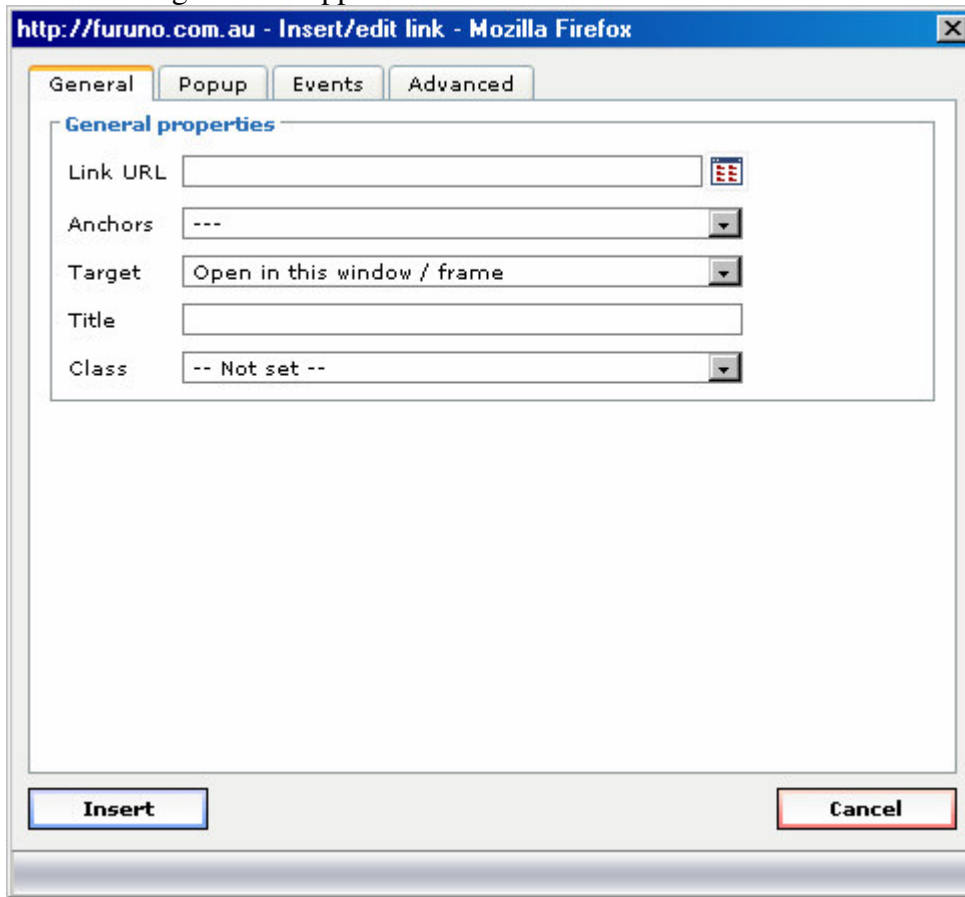 http://furuno.com.au - Insert/edit link - Mozilla Firefox
General Popup Events Advanced
General properties
Link URL
Anchors ---
Target Open in this window / frame
Title
Class -- Not set --
Insert Cancel